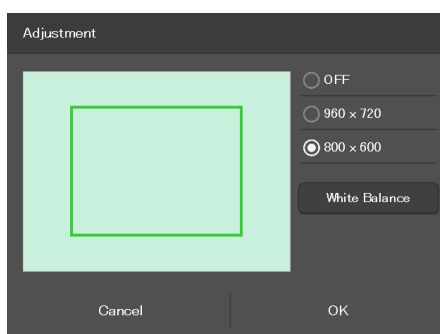 Adjustment
OFF
960 × 720
800 × 600
White Balance
Cancel
OK